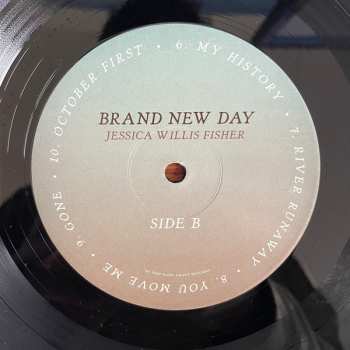 BRAND NEW DAY
JESSICA WILLIS FISHER
SIDE B
6. MY HISTORY • 7. RIVER RUNAWAY • 8. YOU MOVE ME • 9. GONE • 10. OCTOBER FIRST •